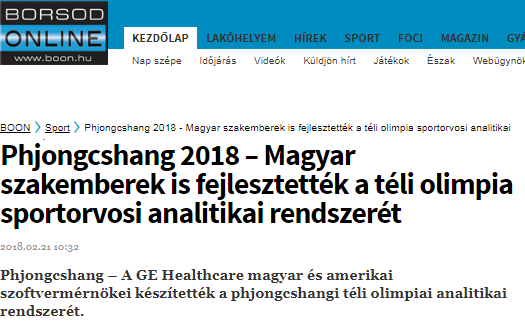 BORSOD
ONLINE
www.boon.hu
KEZDŐLAP LAKÓHELYEM HÍREK SPORT FOCI MAGAZIN
Nap szépe Időjárás Videók Küldjön hírt Játékok Észak Webügynök
BOON Sport Phjongcshang 2018 - Magyar szakemberek is fejlesztették a téli olimpia sportorvosi analitikai
Phjongcshang 2018 – Magyar
szakemberek is fejlesztették a téli olimpia
sportorvosi analitikai rendszerét
2018.02.21 10:32
Phjongcshang – A GE Healthcare magyar és amerikai
szoftvermérnökei készítették a phjongcshangi téli olimpiai analitikai
rendszerét.